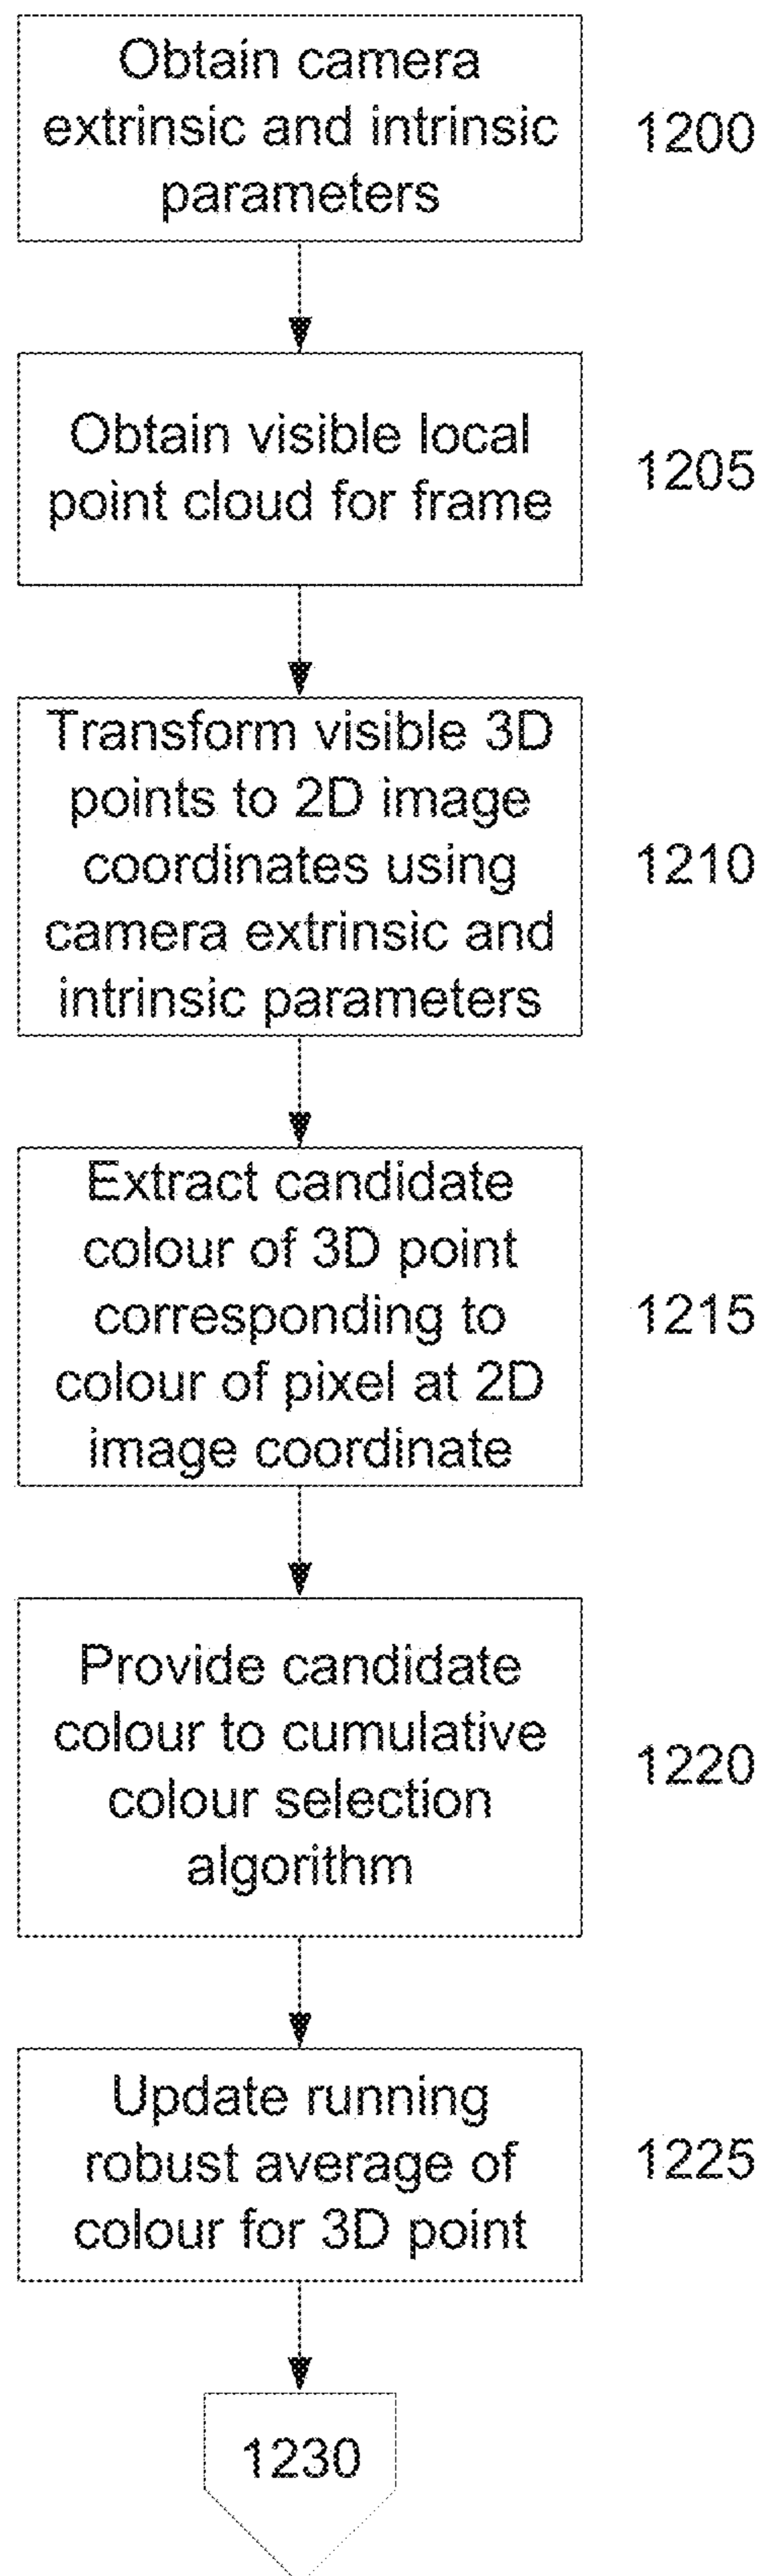 Obtain camera
extrinsic and intrinsic
parameters
1200
Obtain visible local
point cloud for frame
1205
Transform visible 3D
points to 2D image
coordinates using
camera extrinsic and
intrinsic parameters
1210
Extract candidate
colour of 3D point
corresponding to
colour of pixel at 2D
image coordinate
1215
Provide candidate
colour to cumulative
colour selection
algorithm
1220
Update running
robust average of
colour for 3D point
1225
1230